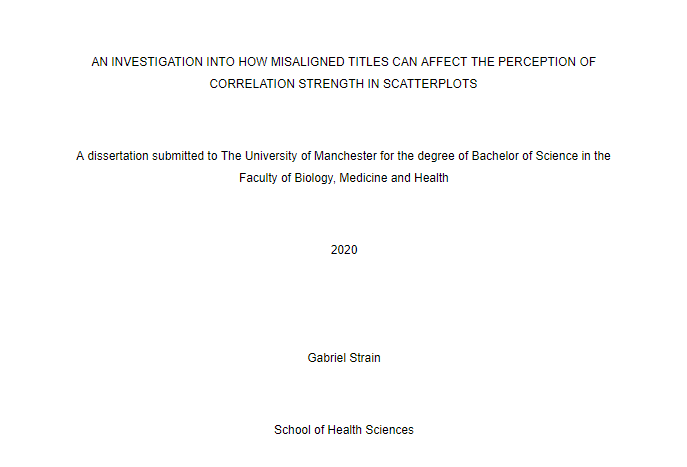 AN INVESTIGATION INTO HOW MISALIGNED TITLES CAN AFFECT THE PERCEPTION OF
CORRELATION STRENGTH IN SCATTERPLOTS
A dissertation submitted to The University of Manchester for the degree of Bachelor of Science in the
Faculty of Biology, Medicine and Health
2020
Gabriel Strain
School of Health Sciences